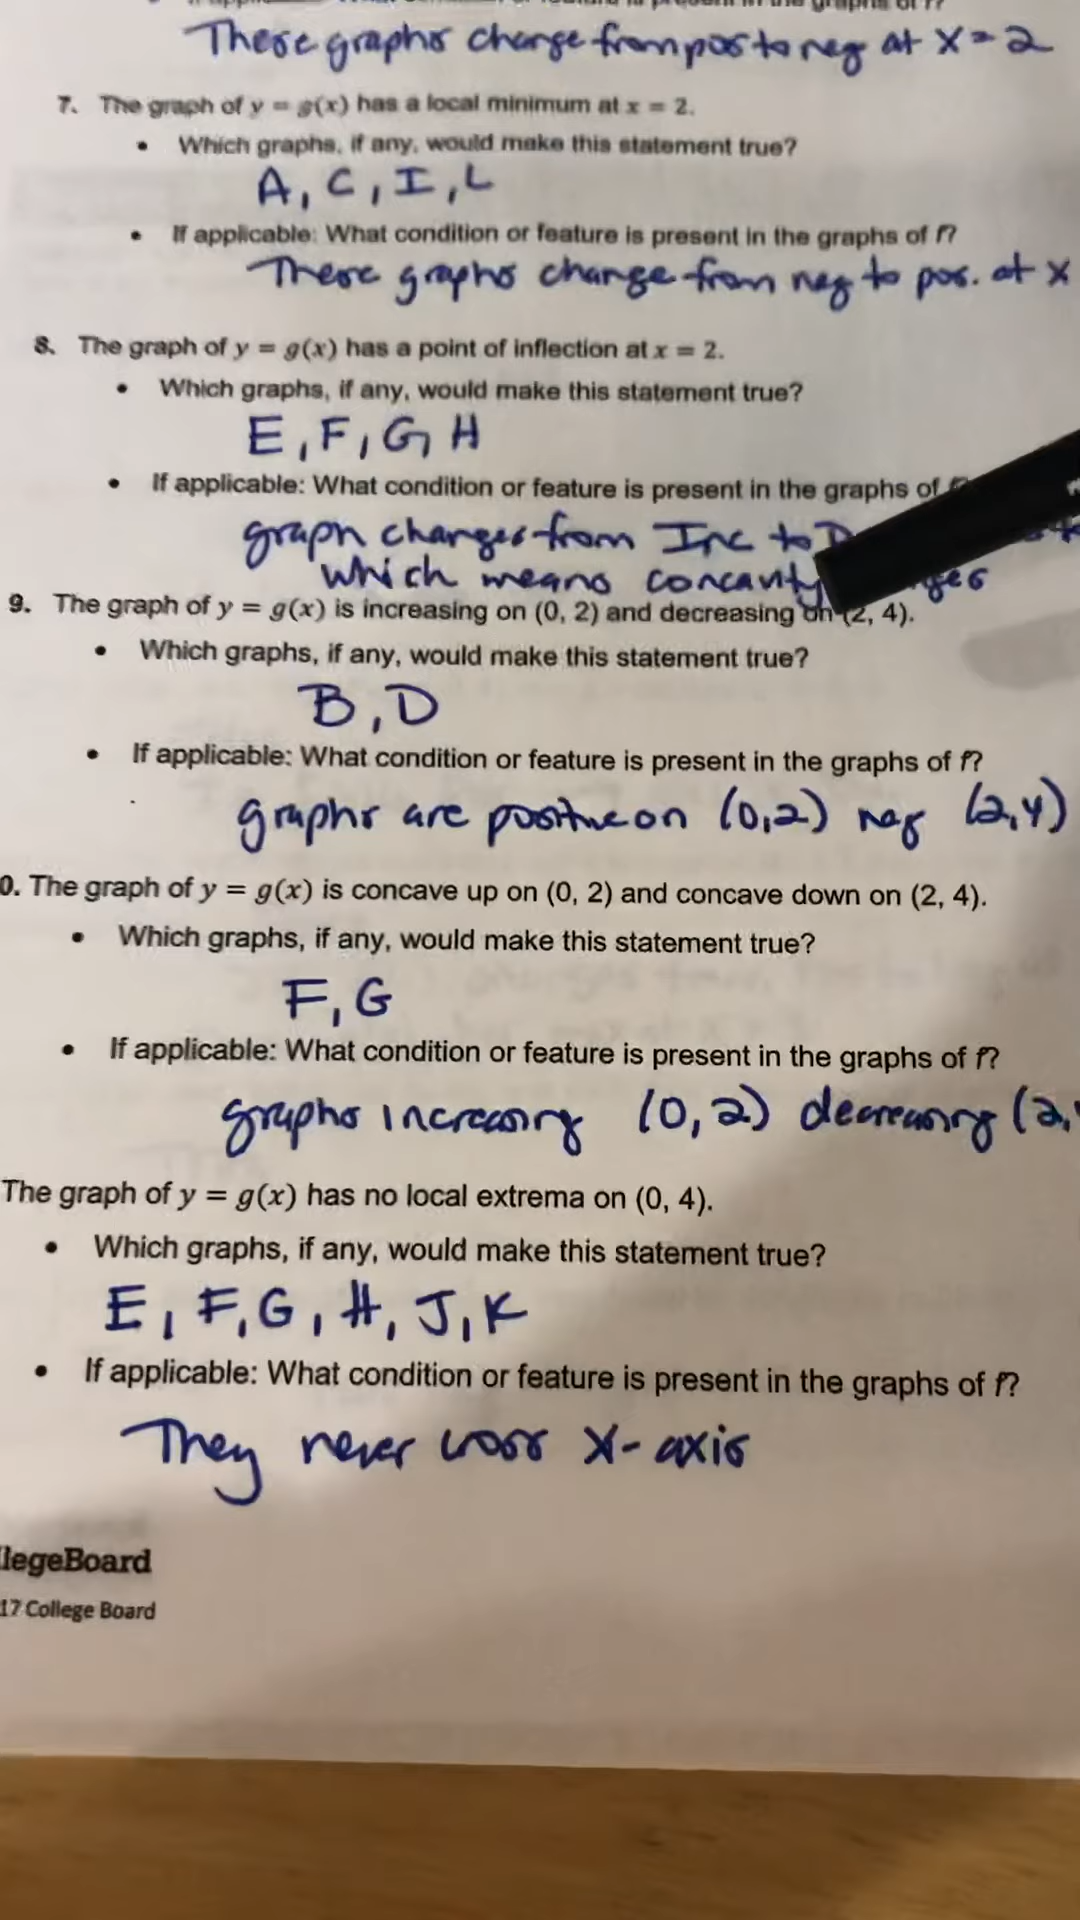 These graphs change from pos to neg at x = 2
7. The graph of y = g(x) has a local minimum at x = 2.
• Which graphs, if any, would make this statement true?
A, C, I, L
• If applicable: What condition or feature is present in the graphs of f?
These graphs change from neg to pos. at x
8. The graph of y = g(x) has a point of inflection at x = 2.
• Which graphs, if any, would make this statement true?
E, F, G, H
• If applicable: What condition or feature is present in the graphs of
graph changes from Inc to D
which means concavity
9. The graph of y = g(x) is increasing on (0, 2) and decreasing on (2, 4).
• Which graphs, if any, would make this statement true?
B, D
• If applicable: What condition or feature is present in the graphs of f?
graphs are positive on (0,2) neg (2,4)
0. The graph of y = g(x) is concave up on (0, 2) and concave down on (2, 4).
• Which graphs, if any, would make this statement true?
F, G
• If applicable: What condition or feature is present in the graphs of f?
graphs increasing (0,2) decreasing (2,
The graph of y = g(x) has no local extrema on (0, 4).
• Which graphs, if any, would make this statement true?
E, F, G, H, J, K
• If applicable: What condition or feature is present in the graphs of f?
They never cross x-axis
llegeBoard
17 College Board